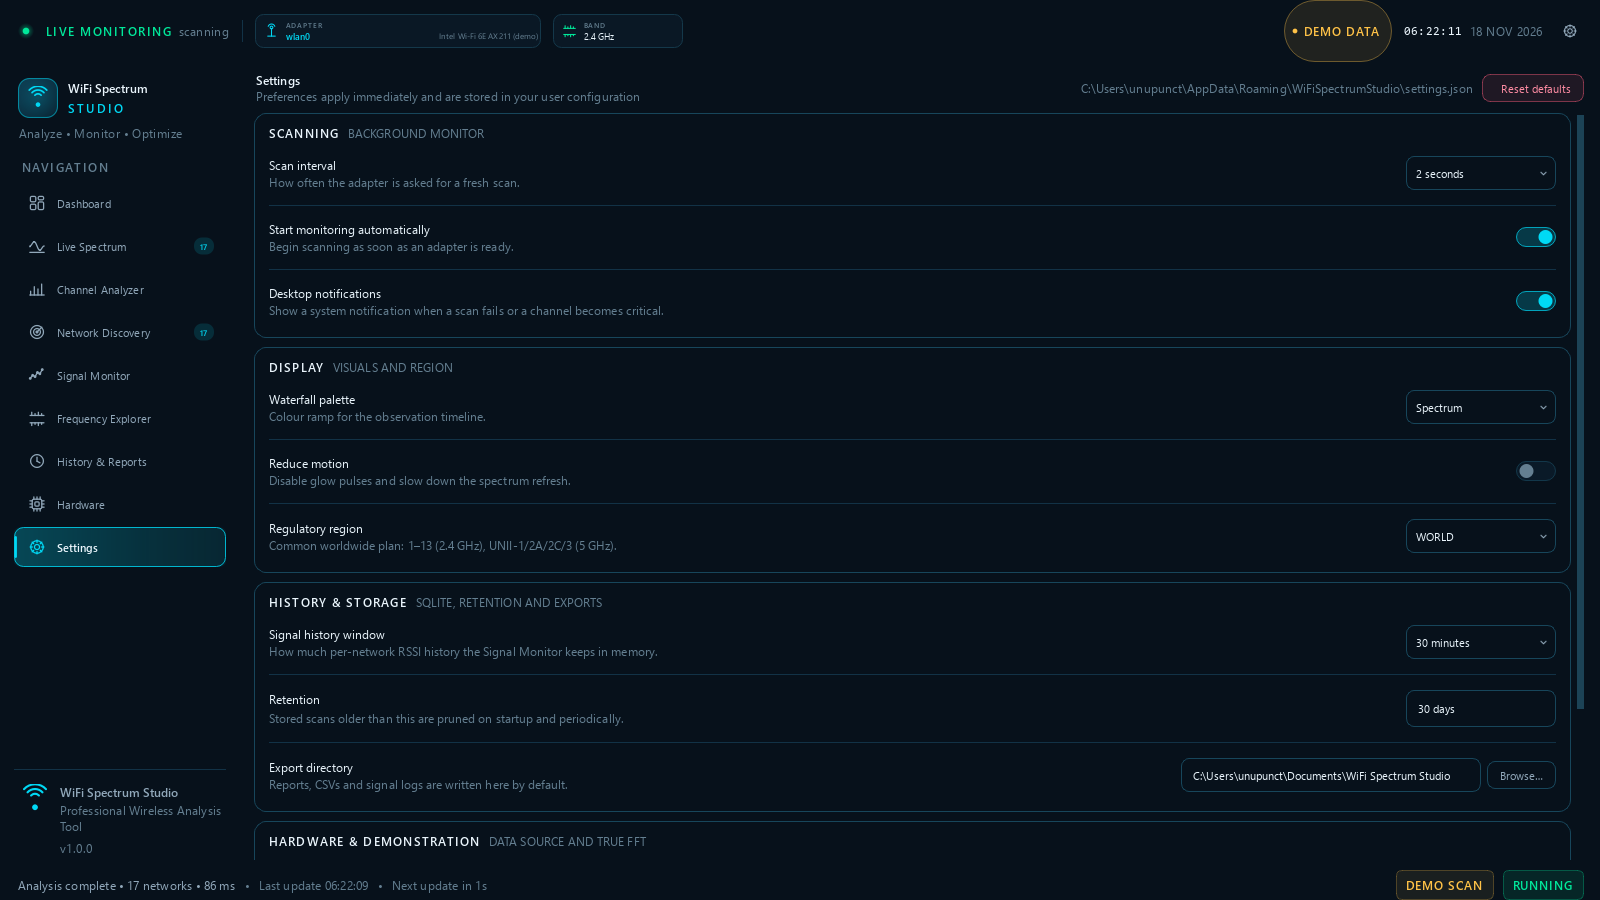 LIVE MONITORING scanning
ADAPTER
wlan0
Intel Wi-Fi 6E AX211 (demo)
BAND
2.4 GHz
DEMO DATA
06:22:11 18 NOV 2026
WiFi Spectrum
STUDIO
Analyze • Monitor • Optimize
NAVIGATION
Dashboard
Live Spectrum 17
Channel Analyzer
Network Discovery 17
Signal Monitor
Frequency Explorer
History & Reports
Hardware
Settings
WiFi Spectrum Studio
Professional Wireless Analysis
Tool
v1.0.0
Settings
Preferences apply immediately and are stored in your user configuration
C:\Users\unupunct\AppData\Roaming\WiFiSpectrumStudio\settings.json
Reset defaults
SCANNING BACKGROUND MONITOR
Scan interval
How often the adapter is asked for a fresh scan.
2 seconds
Start monitoring automatically
Begin scanning as soon as an adapter is ready.
Desktop notifications
Show a system notification when a scan fails or a channel becomes critical.
DISPLAY VISUALS AND REGION
Waterfall palette
Colour ramp for the observation timeline.
Spectrum
Reduce motion
Disable glow pulses and slow down the spectrum refresh.
Regulatory region
Common worldwide plan: 1–13 (2.4 GHz), UNII-1/2A/2C/3 (5 GHz).
WORLD
HISTORY & STORAGE SQLITE, RETENTION AND EXPORTS
Signal history window
How much per-network RSSI history the Signal Monitor keeps in memory.
30 minutes
Retention
Stored scans older than this are pruned on startup and periodically.
30 days
Export directory
Reports, CSVs and signal logs are written here by default.
C:\Users\unupunct\Documents\WiFi Spectrum Studio
Browse...
HARDWARE & DEMONSTRATION DATA SOURCE AND TRUE FFT
Analysis complete • 17 networks • 86 ms • Last update 06:22:09 • Next update in 1s
DEMO SCAN
RUNNING